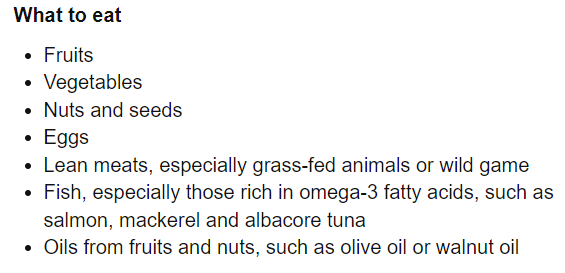 What to eat
• Fruits
• Vegetables
• Nuts and seeds
• Eggs
• Lean meats, especially grass-fed animals or wild game
• Fish, especially those rich in omega-3 fatty acids, such as
salmon, mackerel and albacore tuna
• Oils from fruits and nuts, such as olive oil or walnut oil